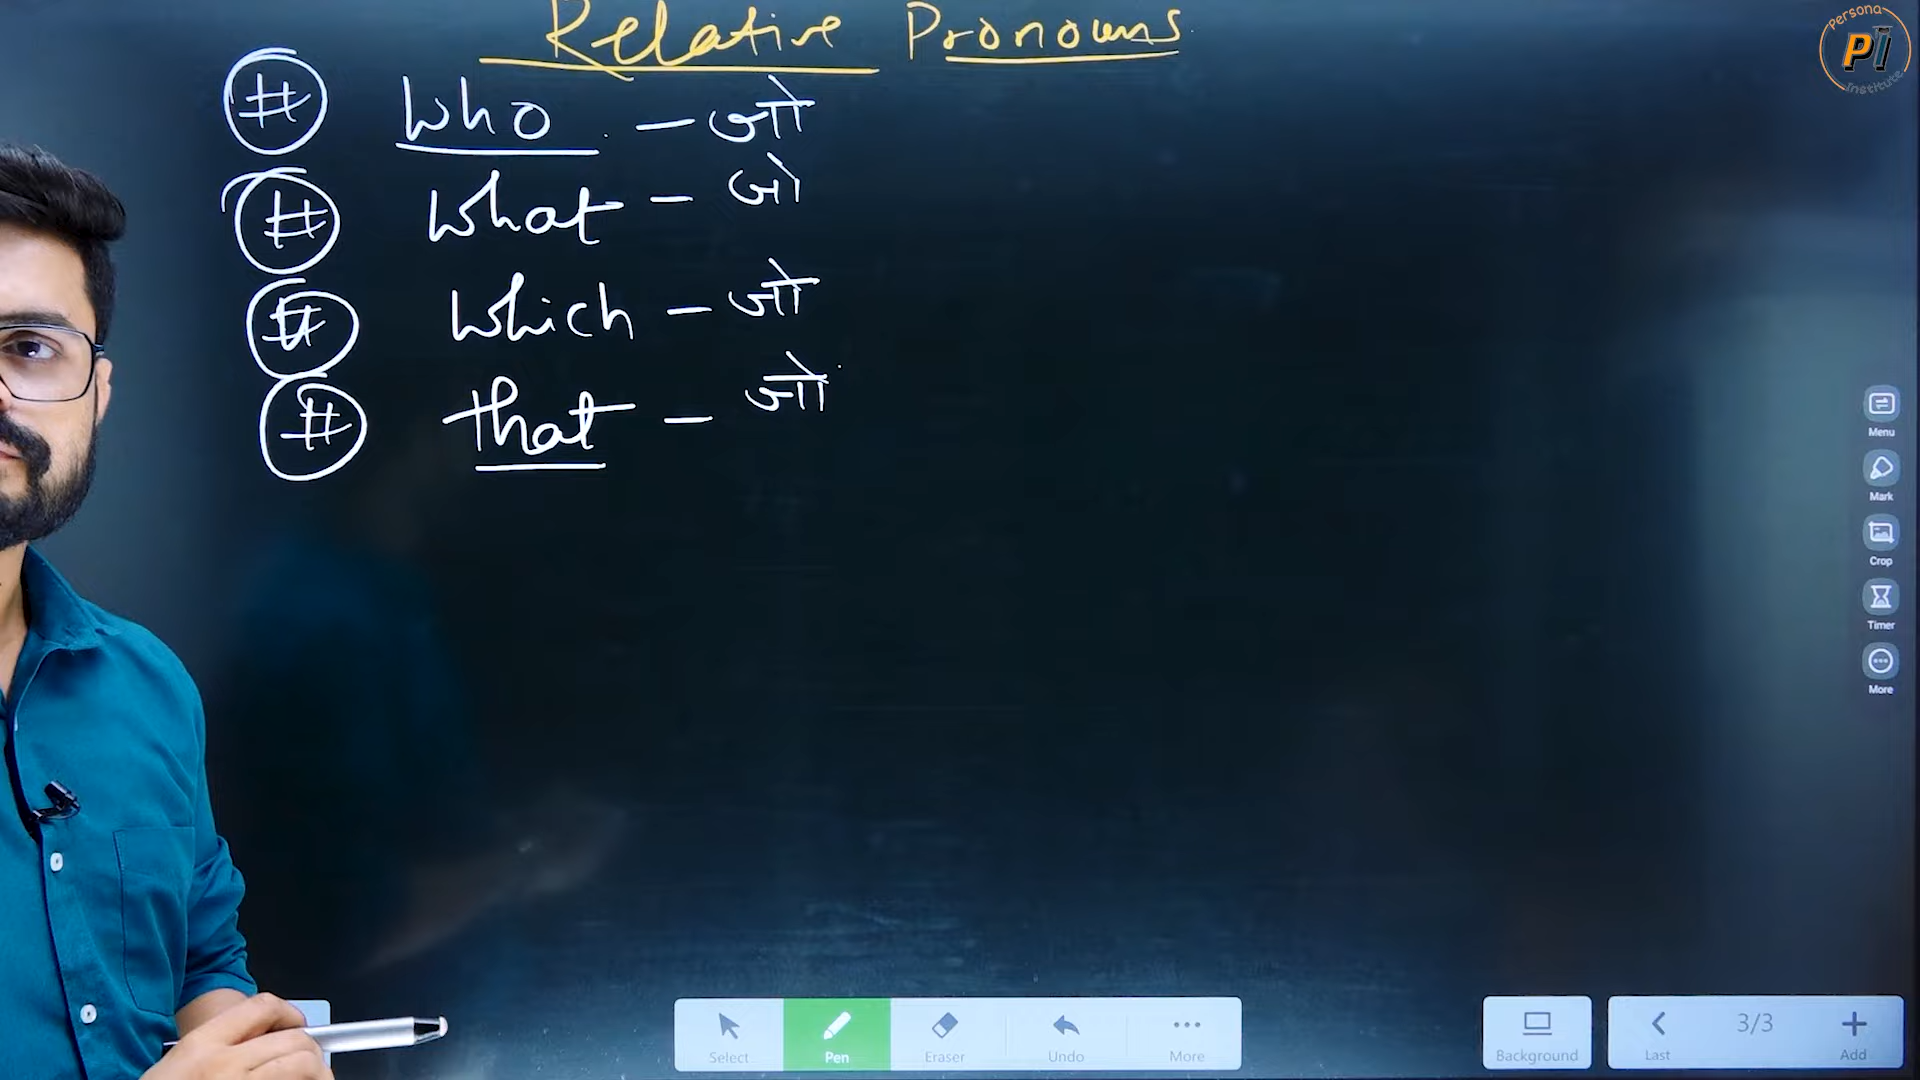 Relative Pronouns
Persona
PI
Institute
# Who - जो
# What - जो
# Which - जो
# that - जो
Menu
Mark
Crop
Timer
More
Select
Pen
Eraser
Undo
More
Background
Last
3/3
Add